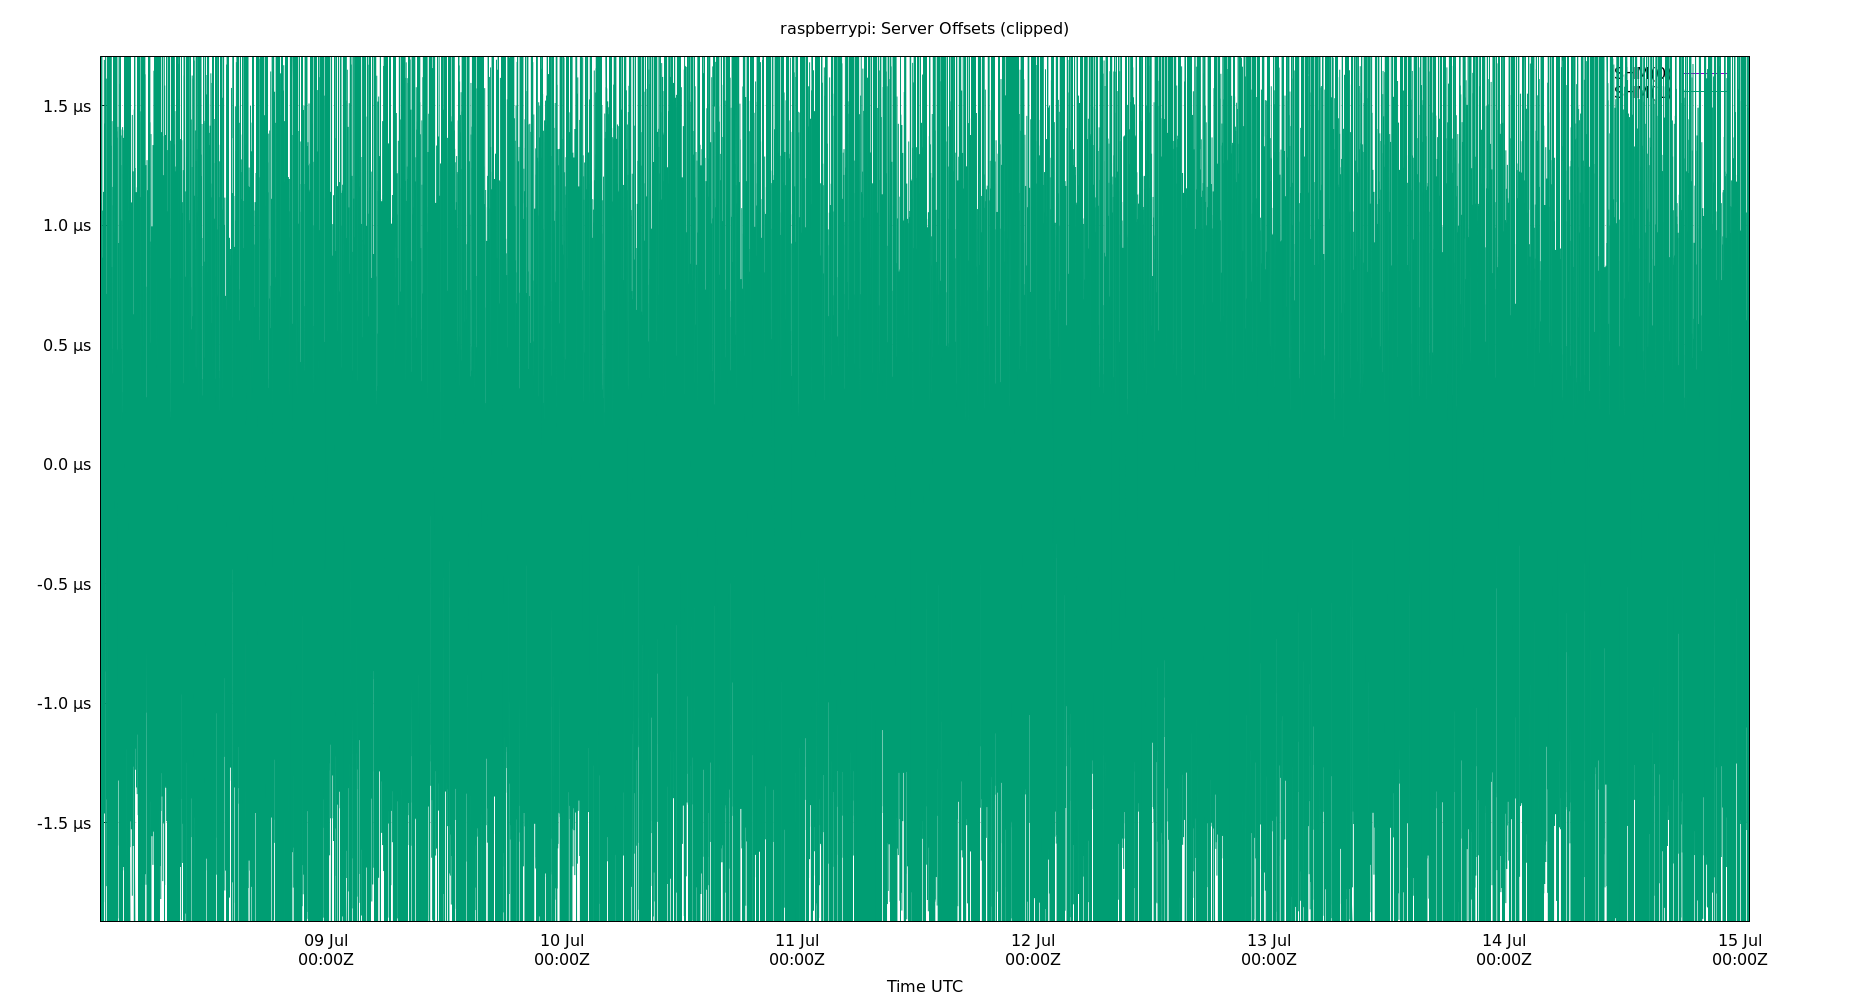 raspberrypi: Server Offsets (clipped)
SHM(0)
1.5 µs
1.0 µs
0.5 µs
0.0 µs
-0.5 µs
-1.0 µs
-1.5 µs
09 Jul
00:00Z
10 Jul
00:00Z
11 Jul
00:00Z
12 Jul
00:00Z
13 Jul
00:00Z
14 Jul
00:00Z
15 Jul
00:00Z
Time UTC